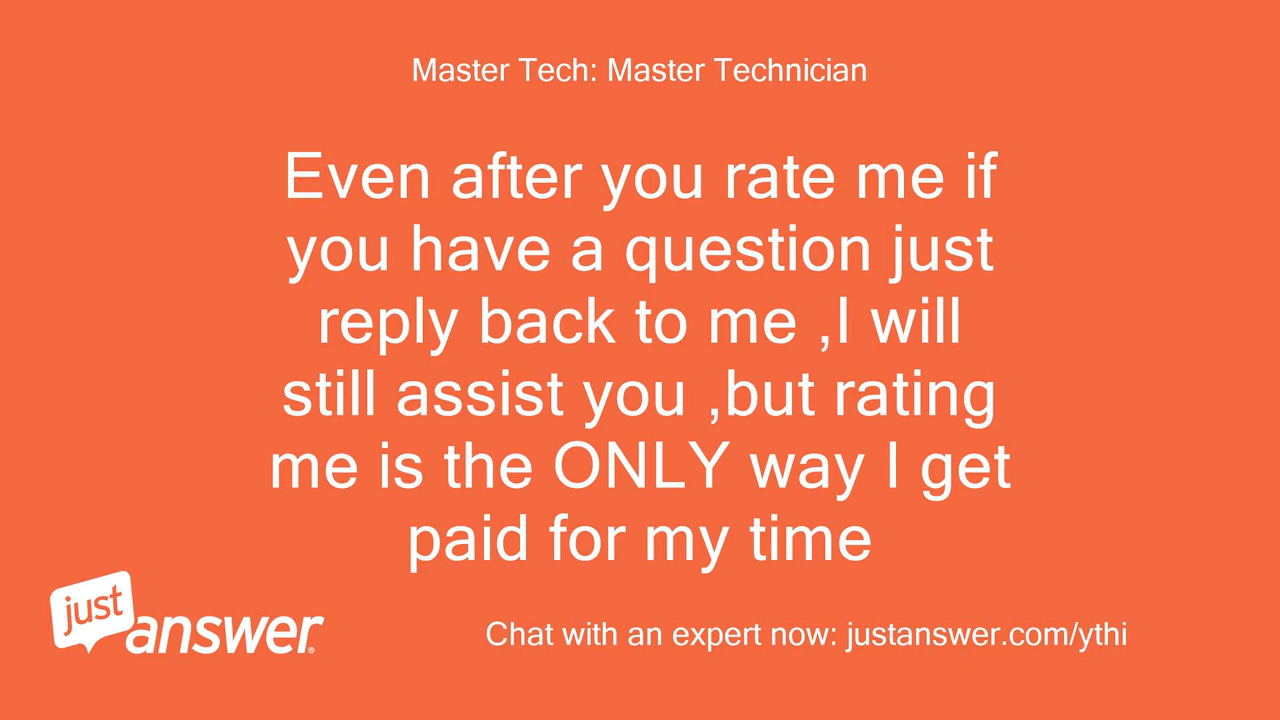 Master Tech: Master Technician
Even after you rate me if
you have a question just
reply back to me ,I will
still assist you ,but rating
me is the ONLY way I get
paid for my time
just
answer®
Chat with an expert now: justanswer.com/ythi